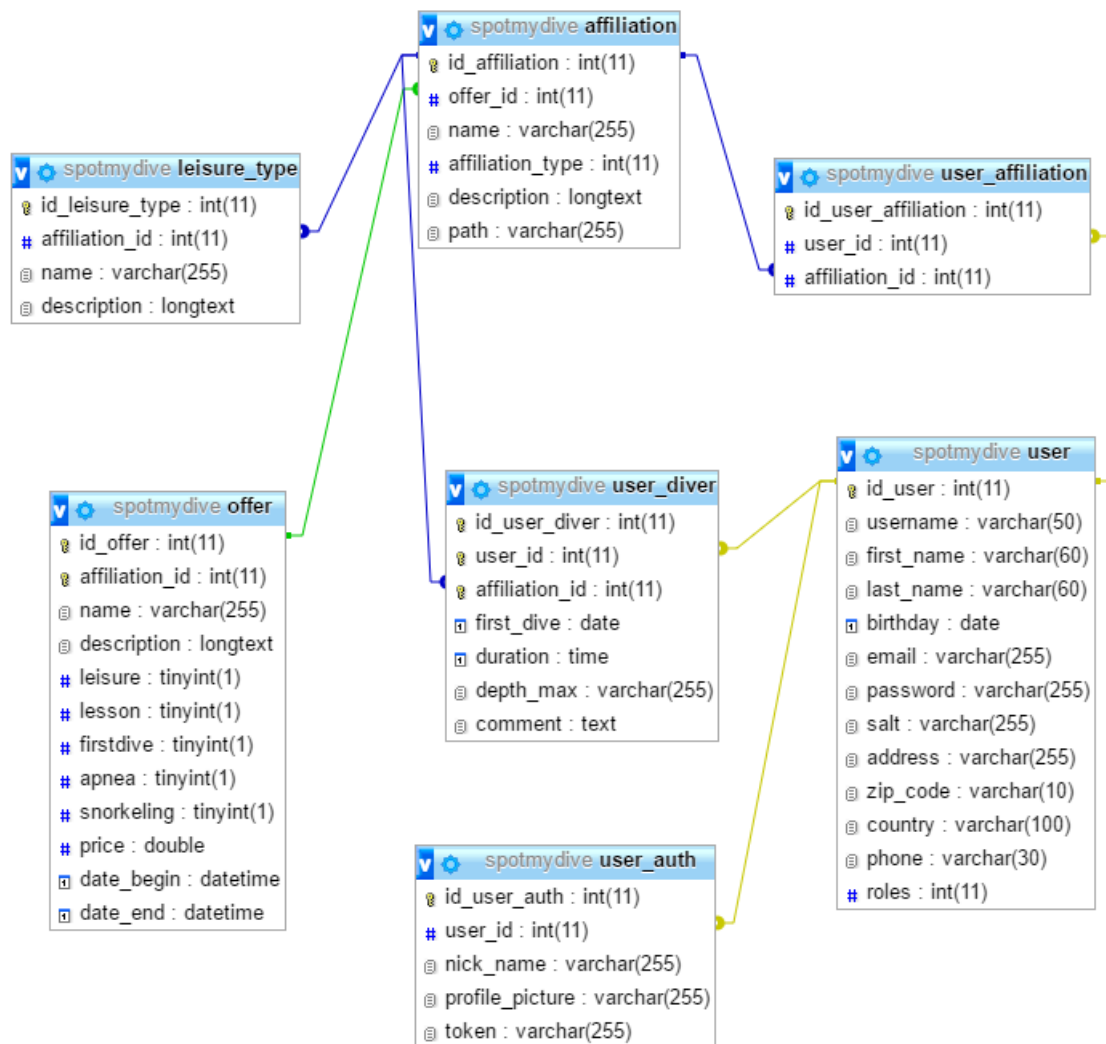 spotmydive affiliation
id_affiliation : int(11)
# offer_id : int(11)
name : varchar(255)
# affiliation_type : int(11)
description : longtext
path : varchar(255)
v spotmydive leisure_type
id_leisure_type : int(11)
# affiliation_id : int(11)
name : varchar(255)
description : longtext
v spotmydive user_affiliation
id_user_affiliation : int(11)
# user_id : int(11)
# affiliation_id : int(11)
v spotmydive offer
id_offer : int(11)
affiliation_id : int(11)
name : varchar(255)
description : longtext
# leisure : tinyint(1)
# lesson : tinyint(1)
# firstdive : tinyint(1)
# apnea : tinyint(1)
# snorkeling : tinyint(1)
# price : double
date_begin : datetime
date_end : datetime
v spotmydive user_diver
id_user_diver : int(11)
user_id : int(11)
affiliation_id : int(11)
first_dive : date
duration : time
depth_max : varchar(255)
comment : text
v spotmydive user
id_user : int(11)
username : varchar(50)
first_name : varchar(60)
last_name : varchar(60)
birthday : date
email : varchar(255)
password : varchar(255)
salt : varchar(255)
address : varchar(255)
zip_code : varchar(10)
country : varchar(100)
phone : varchar(30)
# roles : int(11)
v spotmydive user_auth
id_user_auth : int(11)
# user_id : int(11)
nick_name : varchar(255)
profile_picture : varchar(255)
token : varchar(255)